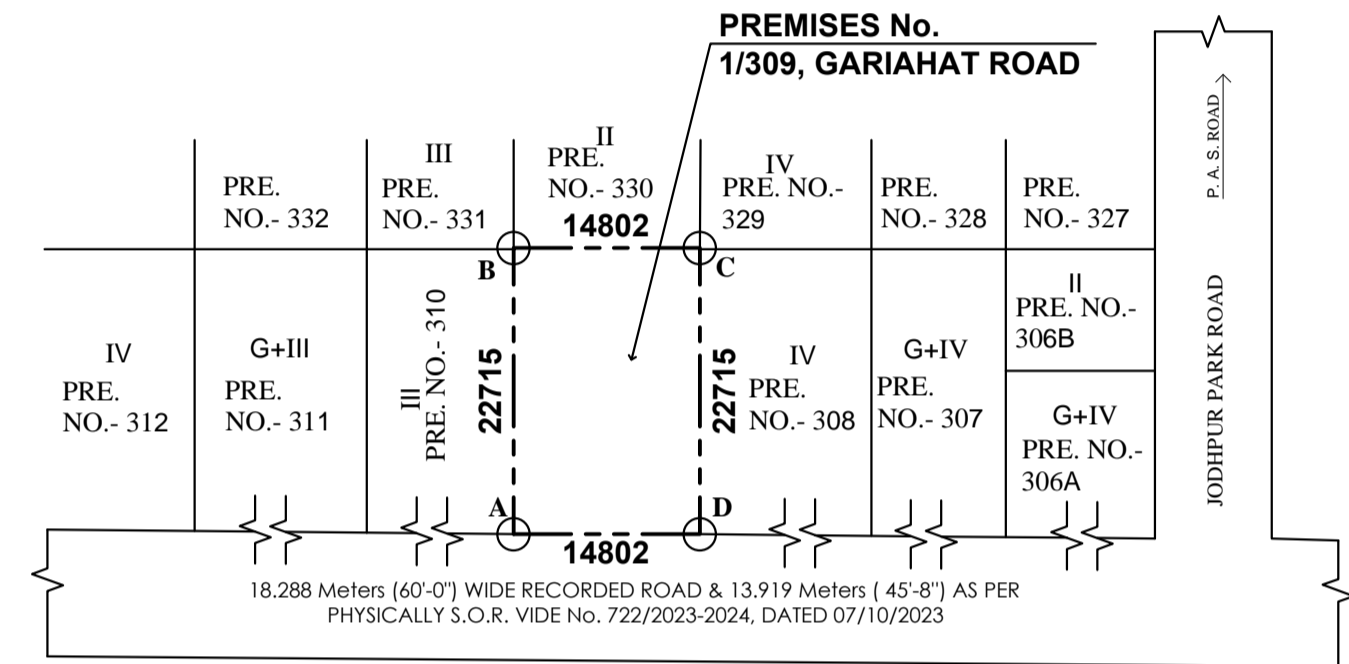 PREMISES No.
1/309, GARIAHAT ROAD
P. A. S. ROAD
PRE.
NO.- 332
III
PRE.
NO.- 331
II
PRE.
NO.- 330
IV
PRE. NO.-
329
PRE.
NO.- 328
PRE.
NO.- 327
14802
B
C
IV
PRE.
NO.- 312
G+III
PRE.
NO.- 311
III
PRE. NO.- 310
22715
22715
IV
PRE.
NO.- 308
G+IV
PRE.
NO.- 307
II
PRE. NO.-
306B
G+IV
PRE. NO.-
306A
JODHPUR PARK ROAD
A
D
14802
18.288 Meters (60'-0") WIDE RECORDED ROAD & 13.919 Meters ( 45'-8") AS PER
PHYSICALLY S.O.R. VIDE No. 722/2023-2024, DATED 07/10/2023